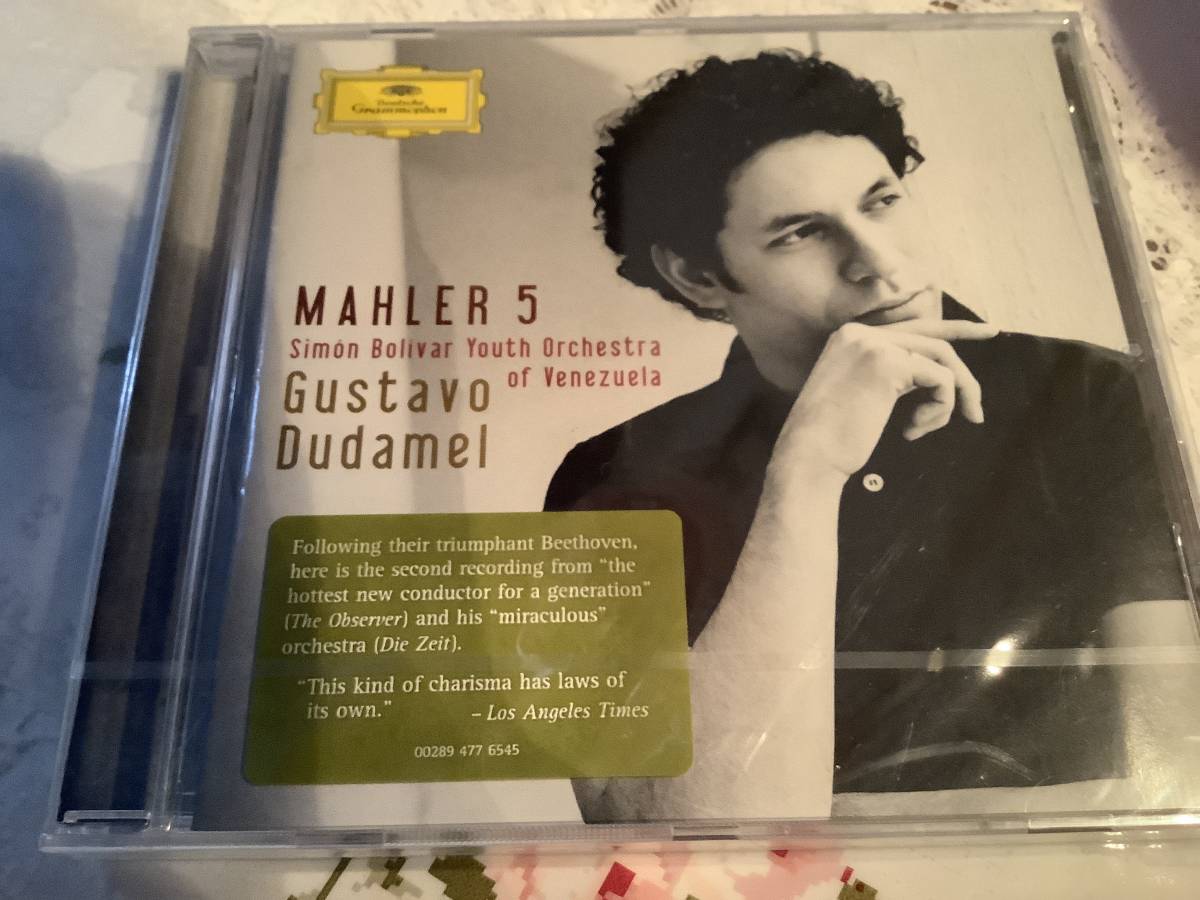 Deutsche
Grammophon
MAHLER 5
Simón Bolívar Youth Orchestra
of Venezuela
Gustavo
Dudamel
Following their triumphant Beethoven,
here is the second recording from "the
hottest new conductor for a generation"
(The Observer) and his "miraculous"
orchestra (Die Zeit).
"This kind of charisma has laws of
its own."
– Los Angeles Times
00289 477 6545